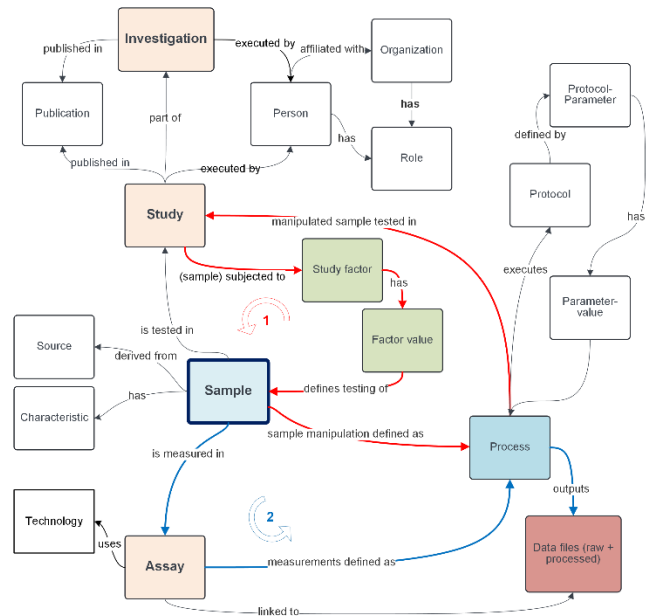 Investigation
executed by
affiliated with
Organization
published in
Protocol-
Parameter
Publication
Person
has
part of
has
Role
defined by
published in
executed by
Protocol
has
Study
manipulated sample tested in
(sample) subjected to
Study factor
has
executes
Parameter-
value
1
is tested in
Factor value
Source
derived from
Sample
defines testing of
Characteristic
has
sample manipulation defined as
Process
is measured in
outputs
Technology
2
uses
Data files (raw +
processed)
Assay
measurements defined as
linked to